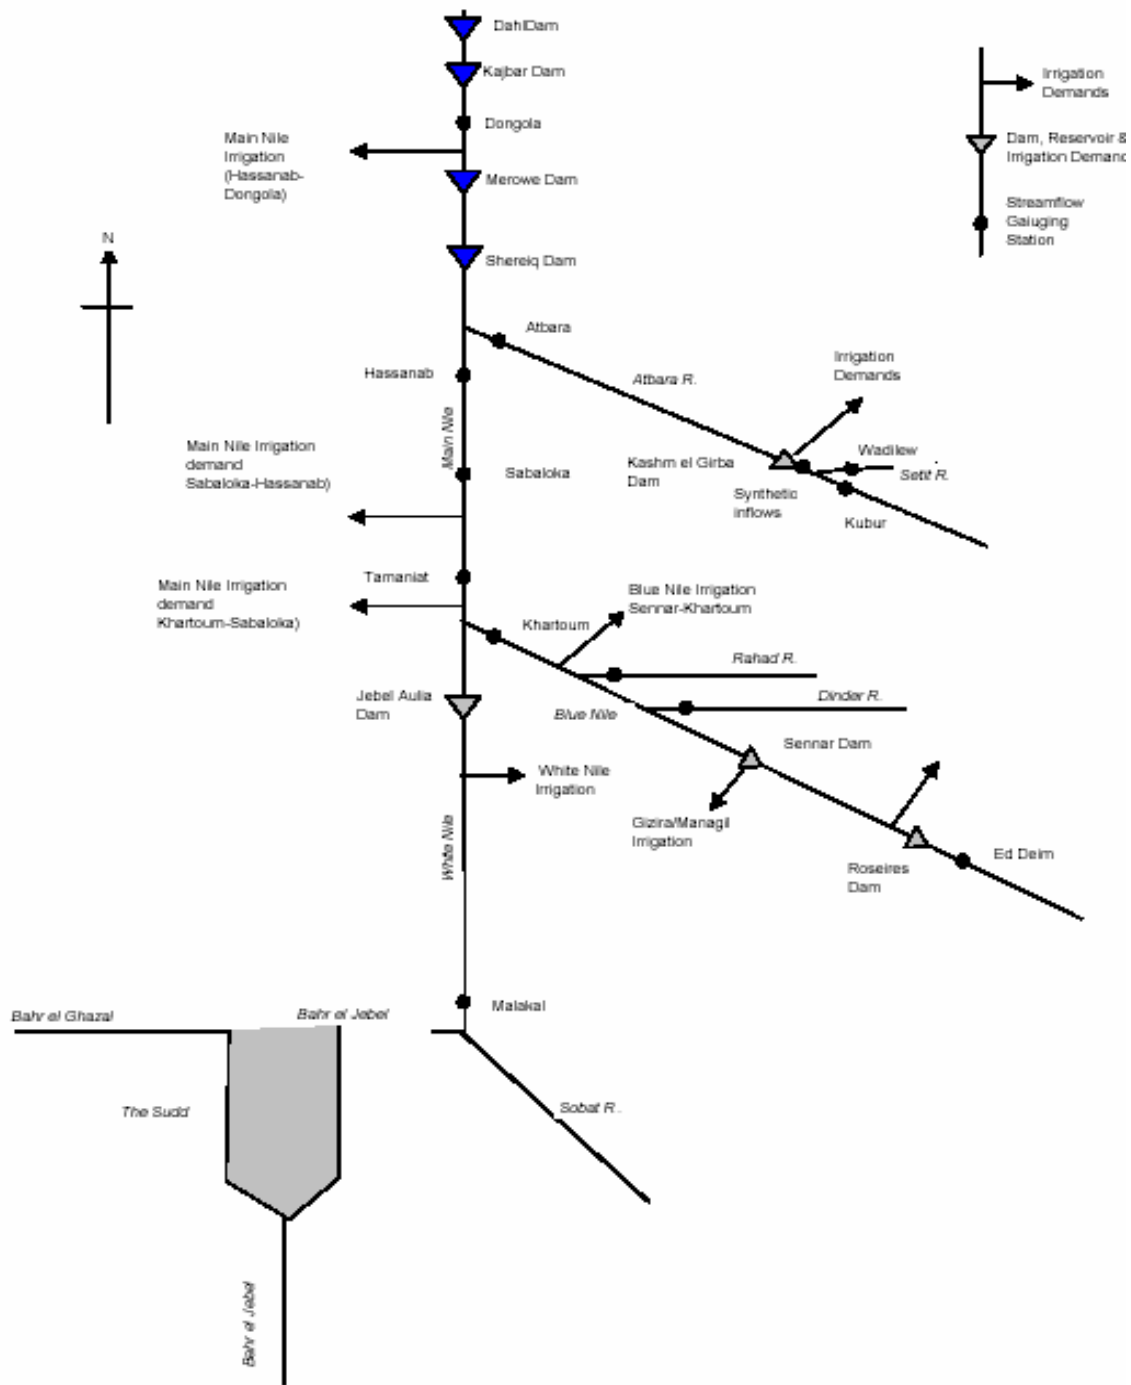 DahlDam
Kajbar Dam
Dongola
Main Nile
Irrigation
(Hassanab-
Dongola)
Merowe Dam
Shereiq Dam
Irrigation
Demands
Dam, Reservoir &
Irrigation Demand
Streamflow
Gaiuging
Station
N
Atbara
Hassanab
Atbara R.
Irrigation
Demands
Main Nile
Main Nile Irrigation
demand
Sabaloka-Hassanab)
Sabaloka
Kashm el Girba
Dam
Wadilew
Setit R.
Synthetic
inflows
Kubur
Tamaniat
Main Nile Irrigation
demand
Khartoum-Sabaloka)
Blue Nile Irrigation
Sennar-Khartoum
Khartoum
Rahad R.
Dinder R.
Jebel Aulia
Dam
Blue Nile
Sennar Dam
White Nile
Irrigation
Gizira/Managil
Irrigation
White Nile
Roseires
Dam
Ed Deim
Malakal
Bahr el Ghazal
Bahr el Jebel
The Sudd
Sobat R.
Bahr el Jebel